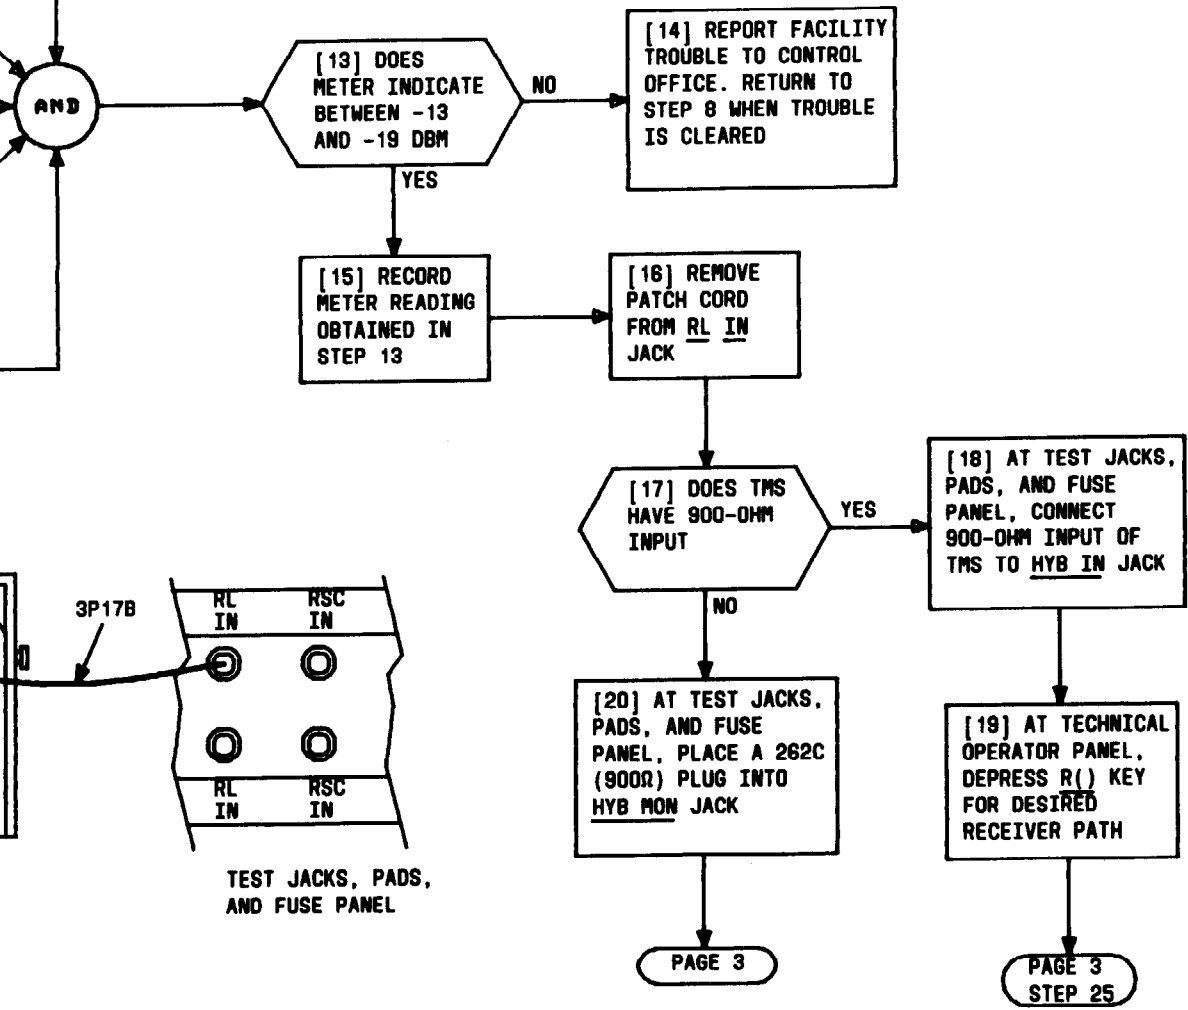 AND
[13] DOES
METER INDICATE
BETWEEN -13
AND -19 DBM
NO
[14] REPORT FACILITY
TROUBLE TO CONTROL
OFFICE. RETURN TO
STEP 8 WHEN TROUBLE
IS CLEARED
YES
[15] RECORD
METER READING
OBTAINED IN
STEP 13
[16] REMOVE
PATCH CORD
FROM RL IN
JACK
[17] DOES TMS
HAVE 900-OHM
INPUT
YES
[18] AT TEST JACKS,
PADS, AND FUSE
PANEL, CONNECT
900-OHM INPUT OF
TMS TO HYB IN JACK
NO
[20] AT TEST JACKS,
PADS, AND FUSE
PANEL, PLACE A 262C
(900Ω) PLUG INTO
HYB MON JACK
[19] AT TECHNICAL
OPERATOR PANEL,
DEPRESS R() KEY
FOR DESIRED
RECEIVER PATH
PAGE 3
PAGE 3
STEP 25
3P17B
RL
IN
RSC
IN
RL
IN
RSC
IN
TEST JACKS, PADS,
AND FUSE PANEL